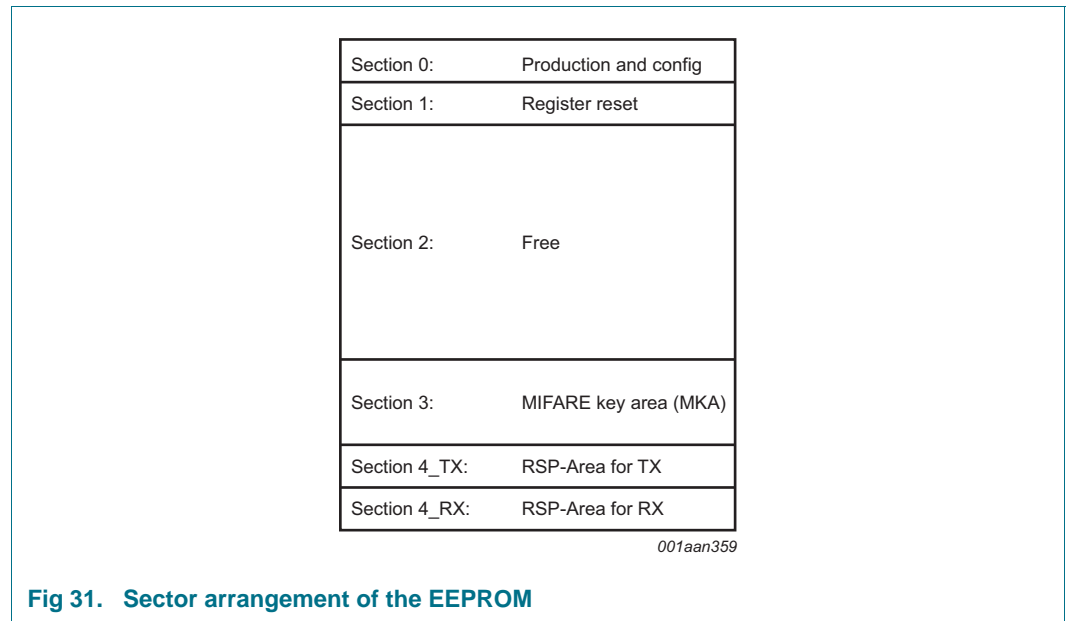 Section 0: Production and config
Section 1: Register reset
Section 2: Free
Section 3: MIFARE key area (MKA)
Section 4_TX: RSP-Area for TX
Section 4_RX: RSP-Area for RX
001aan359
Fig 31. Sector arrangement of the EEPROM